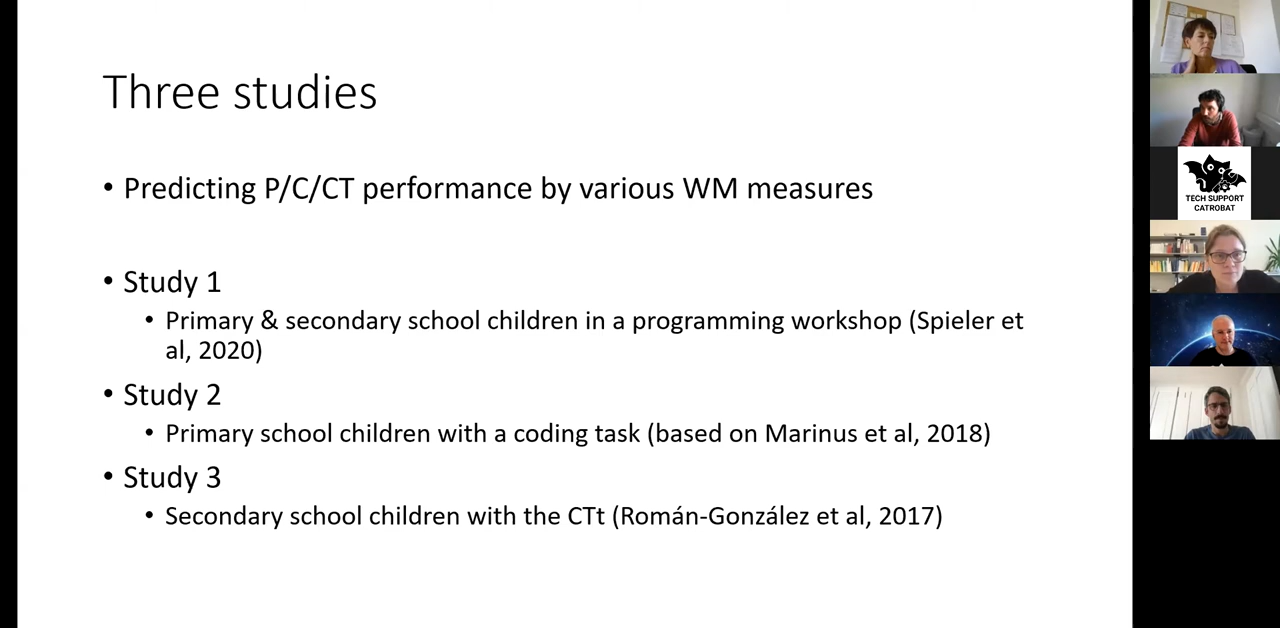 Three studies
• Predicting P/C/CT performance by various WM measures
• Study 1
• Primary & secondary school children in a programming workshop (Spieler et
al, 2020)
• Study 2
• Primary school children with a coding task (based on Marinus et al, 2018)
• Study 3
• Secondary school children with the CTt (Román-González et al, 2017)
TECH SUPPORT
CATROBAT